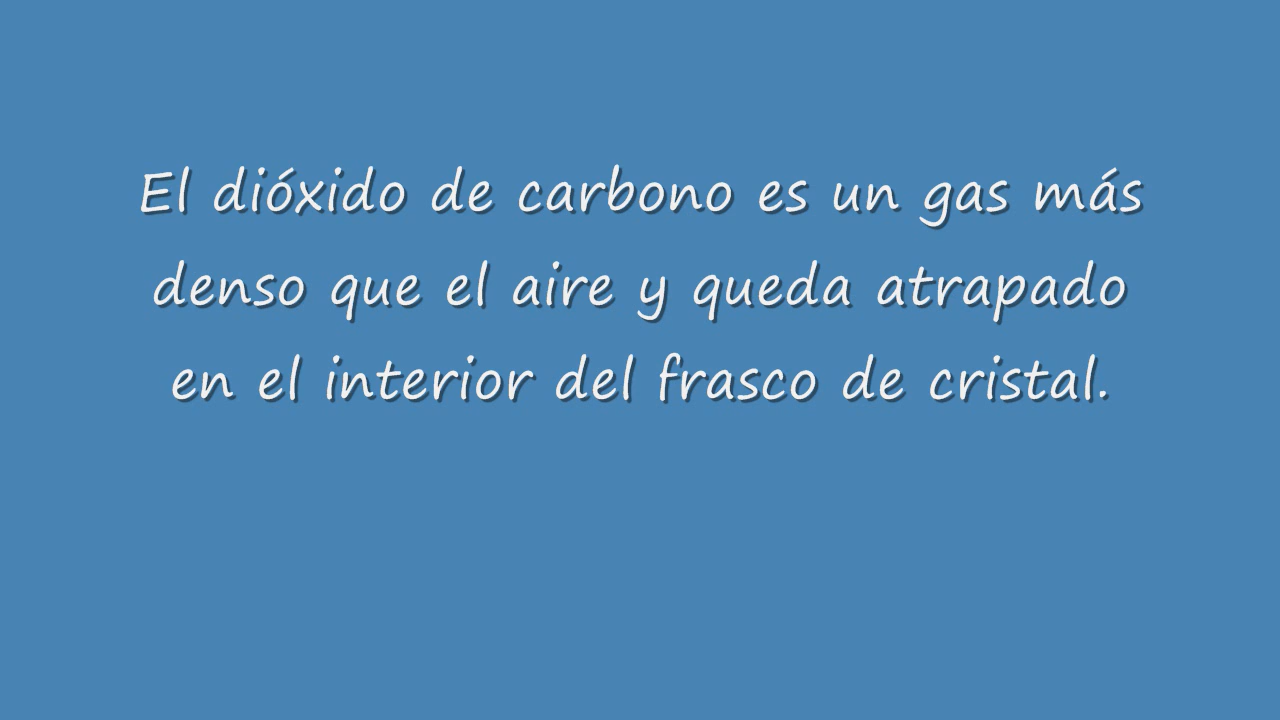 El dióxido de carbono es un gas más
denso que el aire y queda atrapado
en el interior del frasco de cristal.